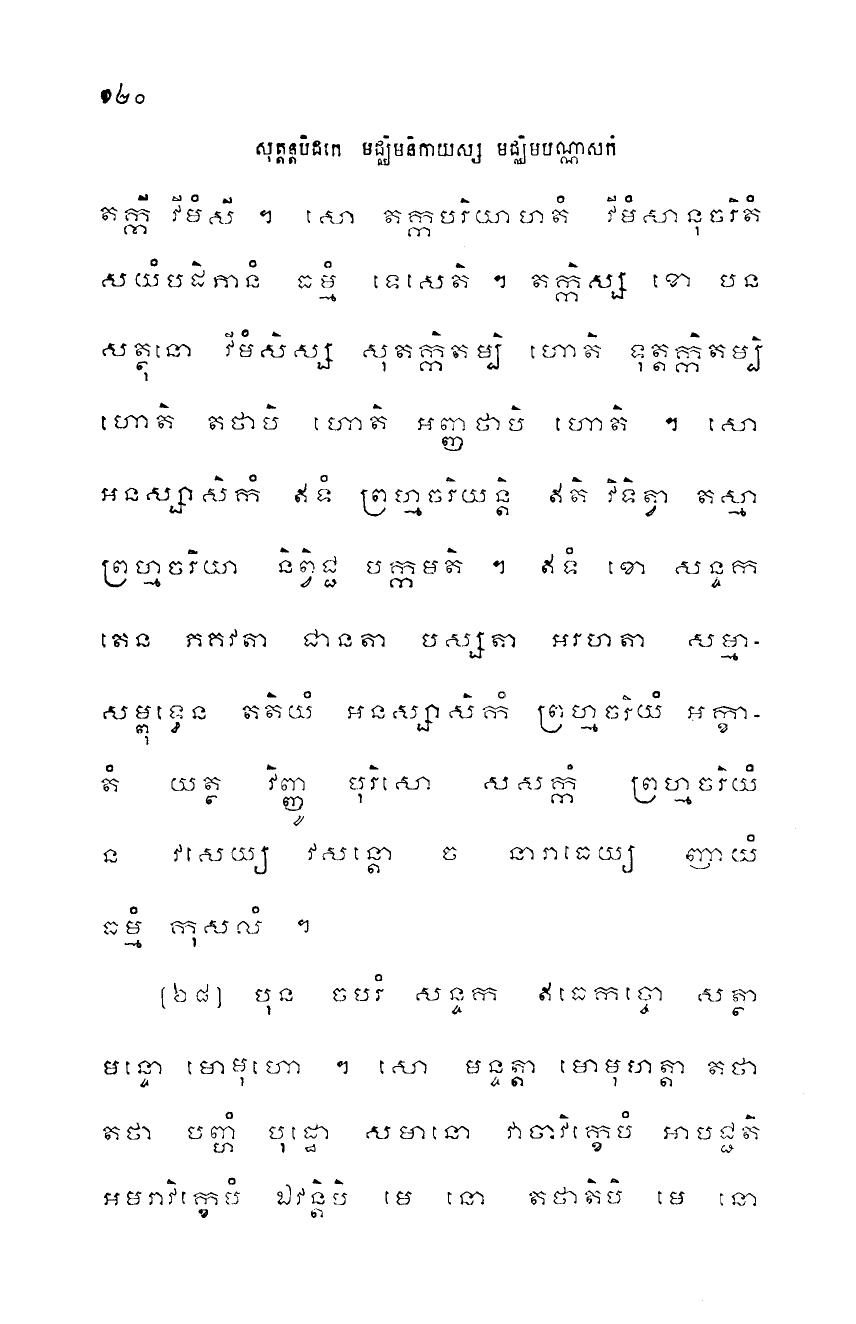 ១២០
សុត្តន្តបិដកេ មជ្ឈិមនិកាយស្ស មជ្ឈិមបណ្ណាសកំ
តក្កី វីមំសី ។ សោ តក្កបរិយាហតំ វីមំសានុចរិតំ
សយំបដិភានំ ធម្មំ ទេសេតិ ។ តក្កិស្ស ខោ បន
សត្ថុនោ វីមំសិស្ស សុតក្កិតម្បិ ហោតិ ទុត្តក្កិតម្បិ
ហោតិ តថាបិ ហោតិ អញ្ញថាបិ ហោតិ ។ សោ
អនស្សាសិកំ ឥទំ ព្រហ្មចរិយន្តិ ឥតិ វិទិត្វា តស្មា
ព្រហ្មចរិយា និព្វិជ្ជ បក្កមតិ ។ ឥទំ ខោ សន្ទក
តេន ភគវតា ជានតា បស្សតា អរហតា សម្មា-
សម្ពុទ្ធេន តតិយំ អនស្សាសិកំ ព្រហ្មចរិយំ អក្ខា-
តំ យត្ថ វិញ្ញូ បុរិសោ សសក្កំ ព្រហ្មចរិយំ
ន វសេយ្យ វសន្តោ ច នារាធេយ្យ ញាយំ
ធម្មំ កុសលំ ។
[៦៨] បុន ចបរំ សន្ទក ឥធេកច្ចោ សត្ថា
មន្ទោ មោមុហោ ។ សោ មន្ទត្តា មោមុហត្តា តថា
តថា បញ្ហំ បុដ្ឋោ សមានោ វាចាវិក្ខេបំ អាបជ្ជតិ
អមរាវិក្ខេបំ ឯវន្តិបិ មេ នោ តថាតិបិ មេ នោ